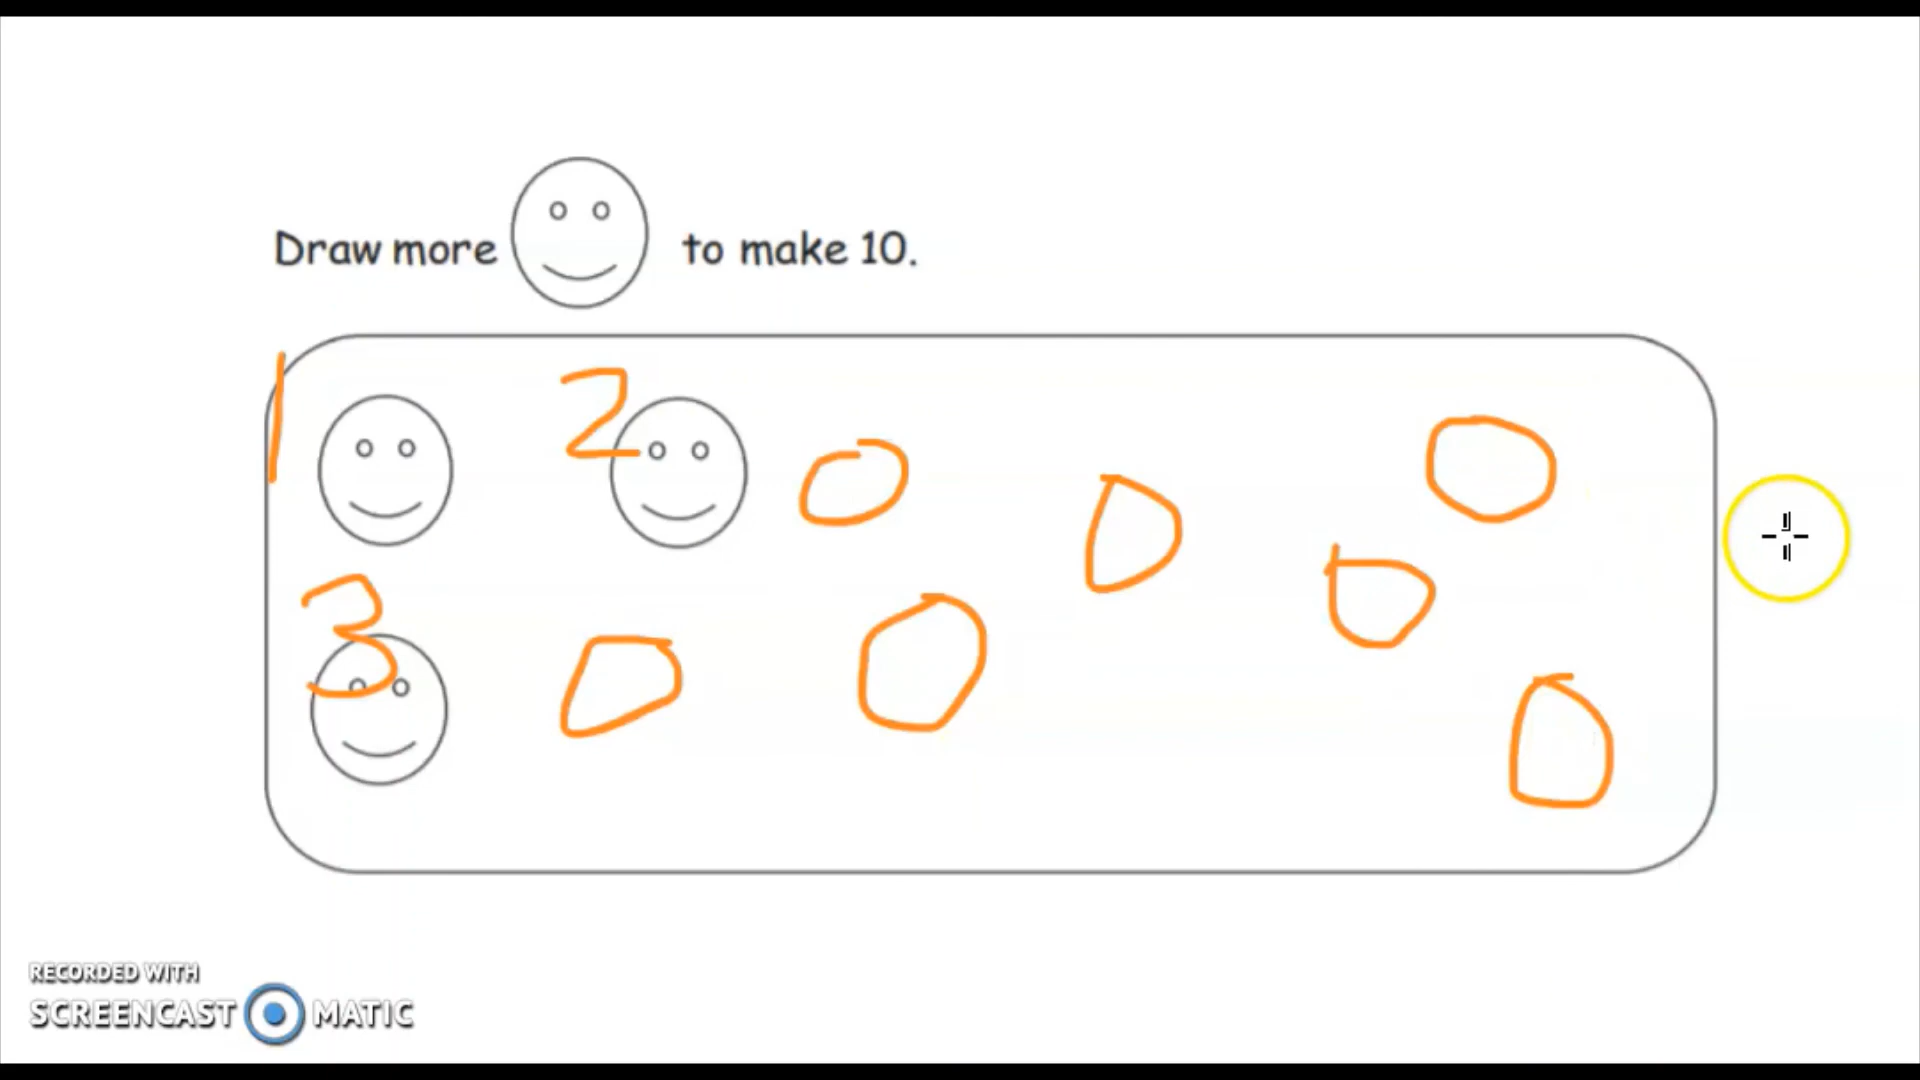 Draw more to make 10.
1 2
3
RECORDED WITH
SCREENCAST MATIC